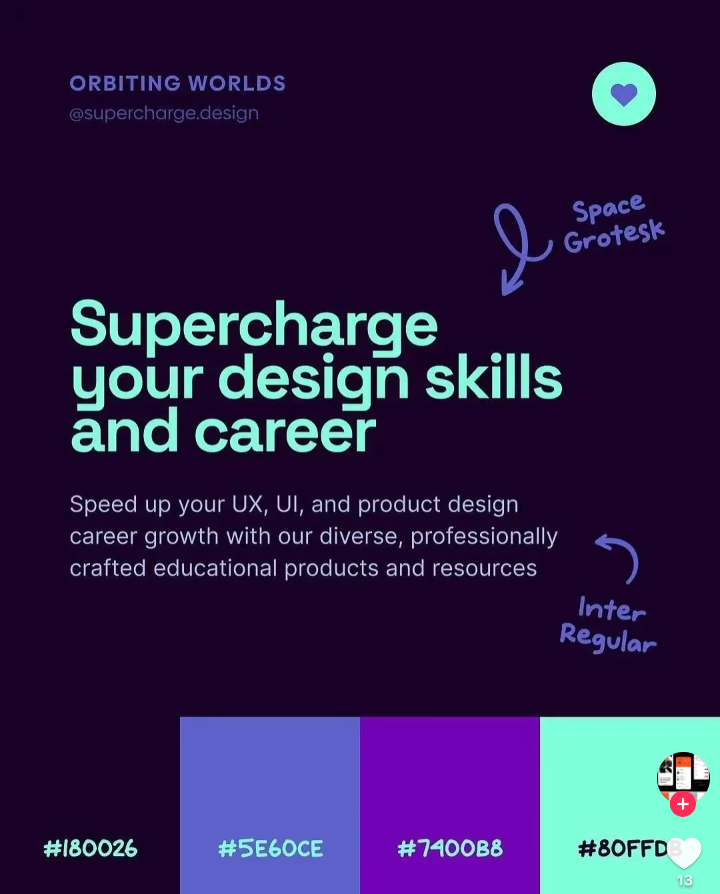 ORBITING WORLDS
@supercharge.design
Space
Grotesk
Supercharge
your design skills
and career
Speed up your UX, UI, and product design
career growth with our diverse, professionally
crafted educational products and resources
Inter
Regular
#180026
#5E60CE
#7400B8
#80FFDB
13